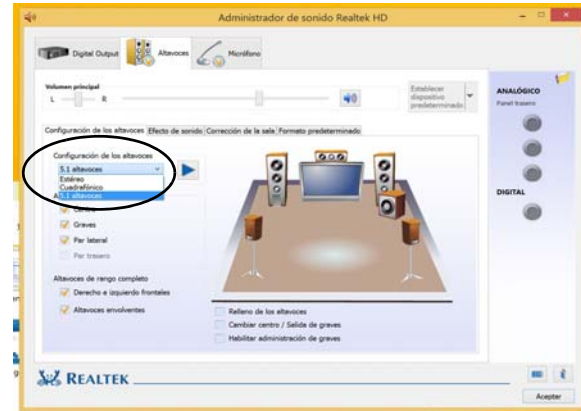 Administrador de sonido Realtek HD
Digital Output
Altavoces
Micrófono
Volumen principal
L
R
Establecer dispositivo predeterminado
ANALÓGICO
Panel trasero
DIGITAL
Configuración de los altavoces
Efecto de sonido
Corrección de la sala
Formato predeterminado
Configuración de los altavoces
5.1 altavoces
Estéreo
Cuadrafónico
5.1 altavoces
Centro
Graves
Par lateral
Par trasero
Altavoces de rango completo
Derecho e izquierdo frontales
Altavoces envolventes
Relleno de los altavoces
Cambiar centro / Salida de graves
Habilitar administración de graves
REALTEK
Aceptar